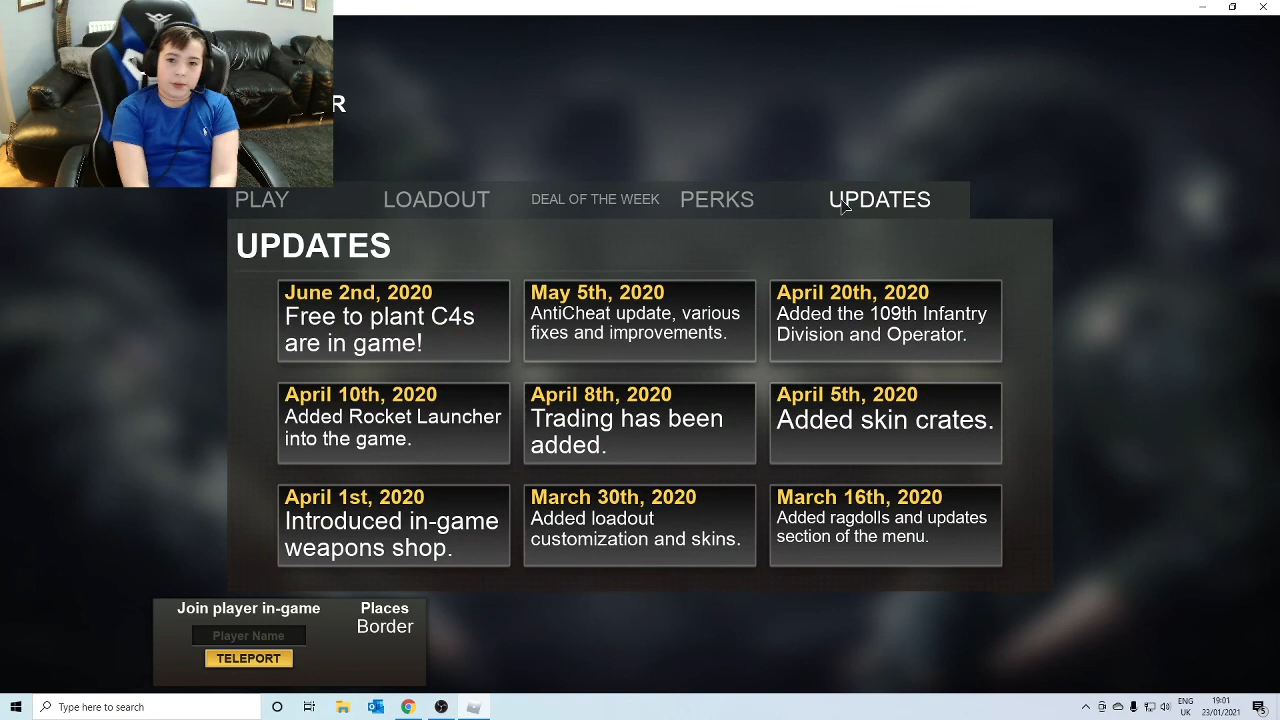 R
PLAY
LOADOUT
DEAL OF THE WEEK
PERKS
UPDATES
UPDATES
June 2nd, 2020
Free to plant C4s
are in game!
May 5th, 2020
AntiCheat update, various
fixes and improvements.
April 20th, 2020
Added the 109th Infantry
Division and Operator.
April 10th, 2020
Added Rocket Launcher
into the game.
April 8th, 2020
Trading has been
added.
April 5th, 2020
Added skin crates.
April 1st, 2020
Introduced in-game
weapons shop.
March 30th, 2020
Added loadout
customization and skins.
March 16th, 2020
Added ragdolls and updates
section of the menu.
Join player in-game
Player Name
TELEPORT
Places
Border
Type here to search
ENG
UK
19:01
23/01/2021
5